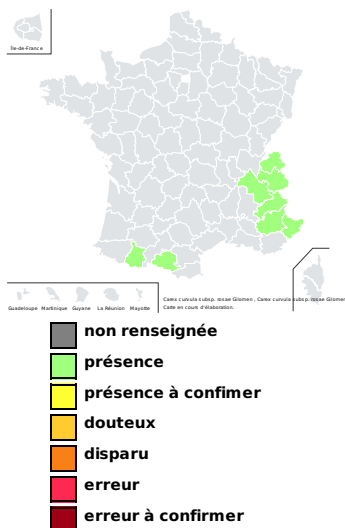 Île-de-France
Guadeloupe Martinique Guyane La Réunion Mayotte
Carex curvula subsp. rosae Gilomen , Carex curvula subsp. rosae Gilomen
Carte en cours d'élaboration.
non renseignée
présence
présence à confimer
douteux
disparu
erreur
erreur à confirmer